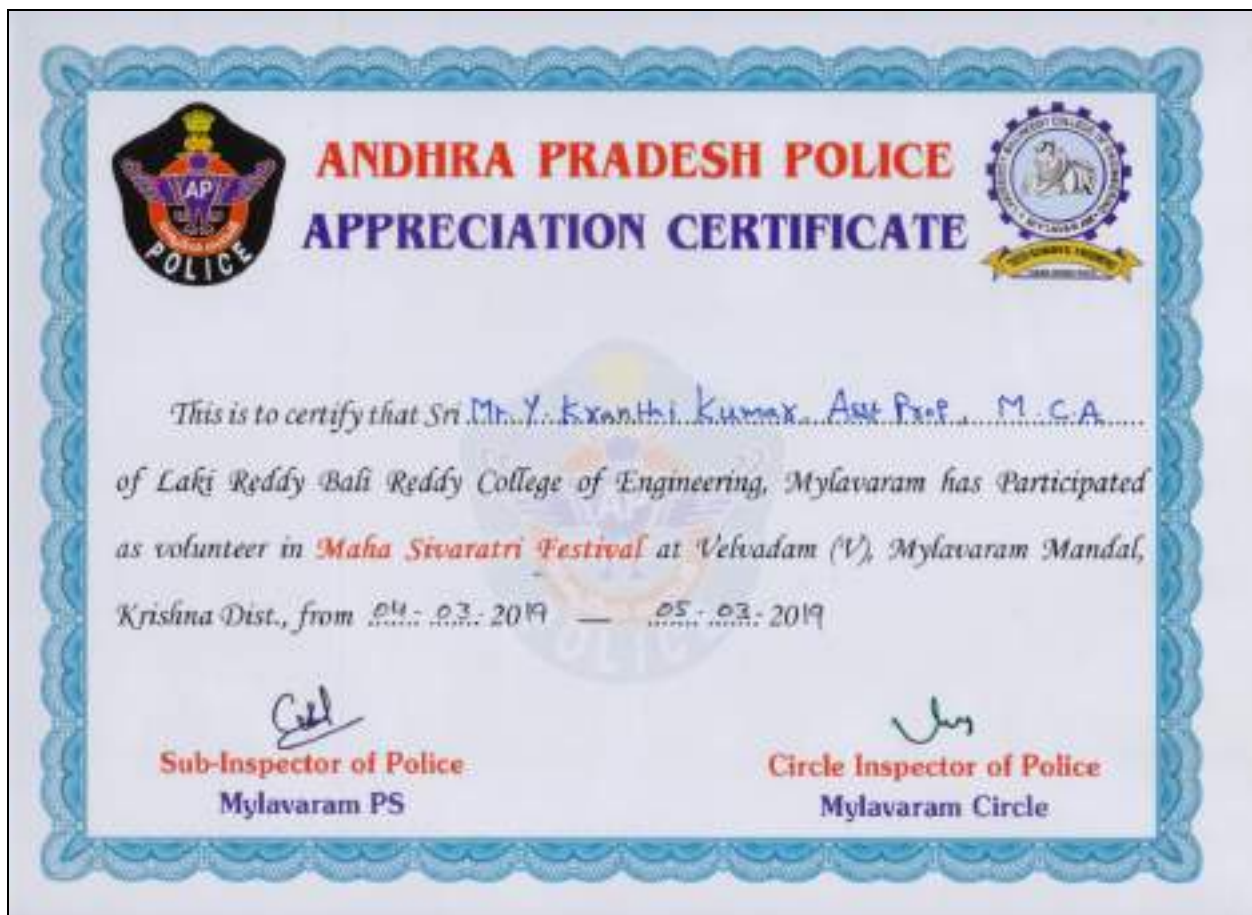 ANDHRA PRADESH POLICE
APPRECIATION CERTIFICATE
AP
POLICE
This is to certify that Sri Mr. Y. Kranthi Kumar, Asst Prof, M.C.A
of Laki Reddy Bali Reddy College of Engineering, Mylavaram has Participated
as volunteer in Maha Sivaratri Festival at Velvadam (V), Mylavaram Mandal,
Krishna Dist., from 04-03-2019 — 05-03-2019
Sub-Inspector of Police
Mylavaram PS
Circle Inspector of Police
Mylavaram Circle